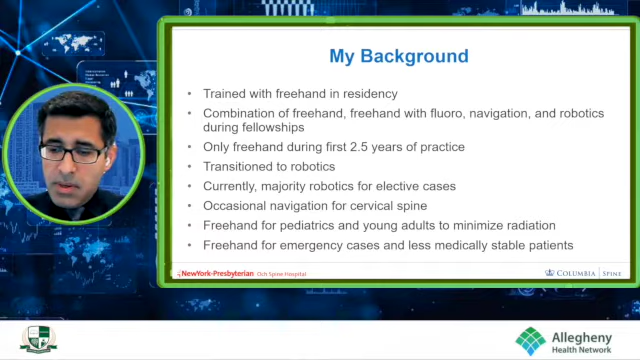 My Background
• Trained with freehand in residency
• Combination of freehand, freehand with fluoro, navigation, and robotics
during fellowships
• Only freehand during first 2.5 years of practice
• Transitioned to robotics
• Currently, majority robotics for elective cases
• Occasional navigation for cervical spine
• Freehand for pediatrics and young adults to minimize radiation
• Freehand for emergency cases and less medically stable patients
NewYork-Presbyterian Och Spine Hospital
COLUMBIA | SPINE
Allegheny
Health Network